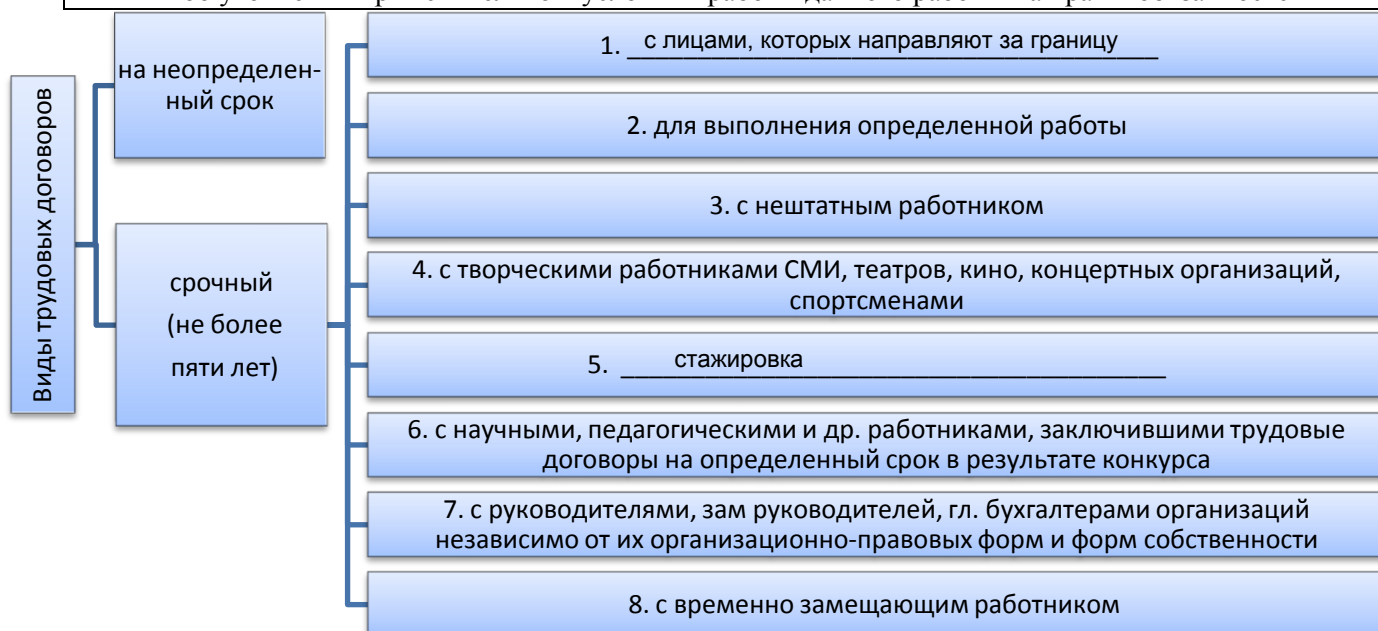 Виды трудовых договоров
на неопределен-
ный срок
срочный
(не более
пяти лет)
1. с лицами, которых направляют за границу
2. для выполнения определенной работы
3. с нештатным работником
4. с творческими работниками СМИ, театров, кино, концертных организаций,
спортсменами
5. стажировка
6. с научными, педагогическими и др. работниками, заключившими трудовые
договоры на определенный срок в результате конкурса
7. с руководителями, зам руководителей, гл. бухгалтерами организаций
независимо от их организационно-правовых форм и форм собственности
8. с временно замещающим работником